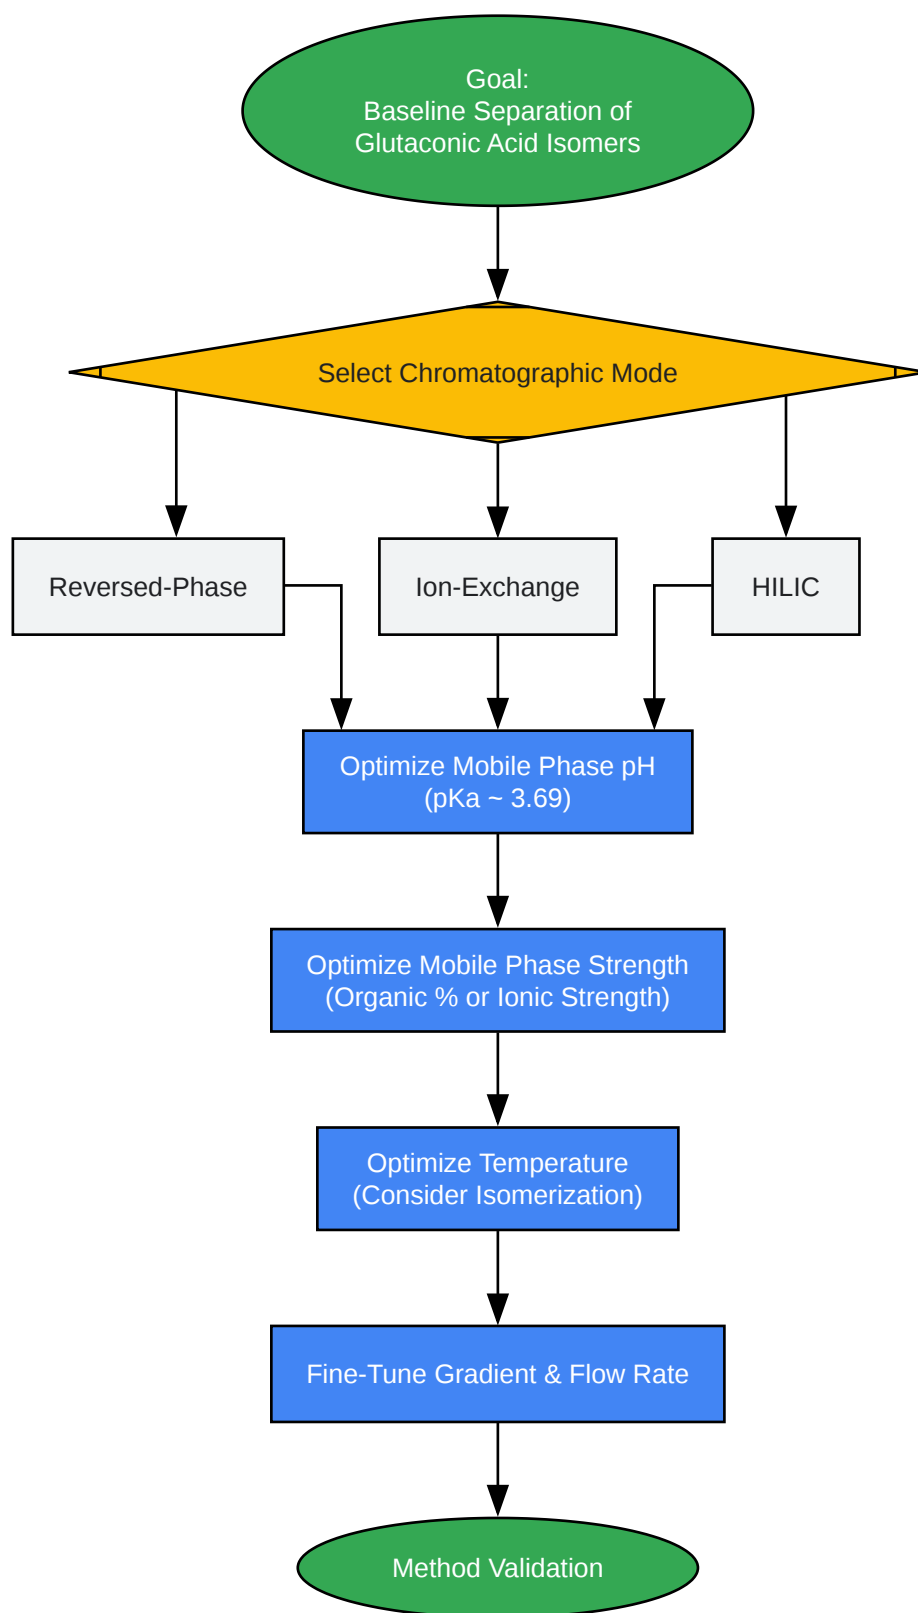 Goal:
Baseline Separation of
Glutaconic Acid Isomers
Select Chromatographic Mode
Reversed-Phase
Ion-Exchange
HILIC
Optimize Mobile Phase pH
(pKa ~ 3.69)
Optimize Mobile Phase Strength
(Organic % or Ionic Strength)
Optimize Temperature
(Consider Isomerization)
Fine-Tune Gradient & Flow Rate
Method Validation